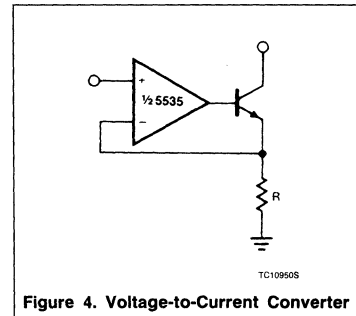 +
½ 5535
−
R
TC10950S
Figure 4. Voltage-to-Current Converter